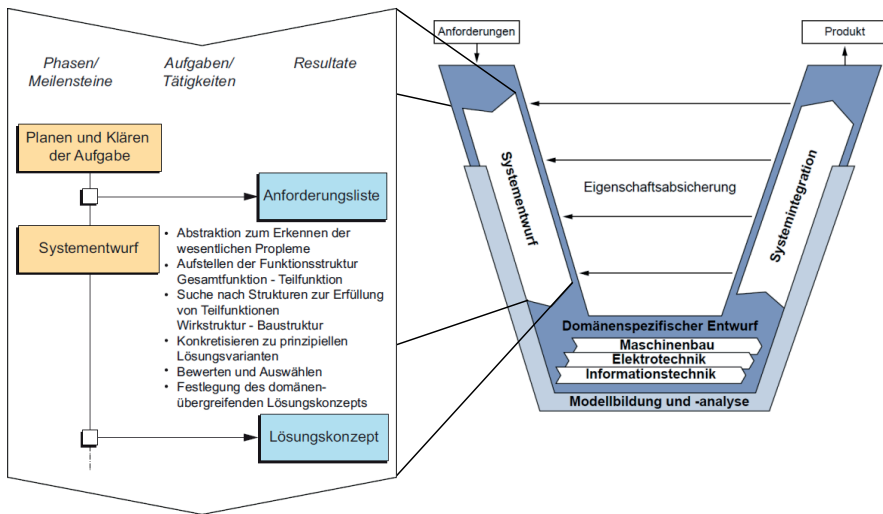 Phasen/
Meilensteine
Aufgaben/
Tätigkeiten
Resultate
Planen und Klären
der Aufgabe
Anforderungsliste
Systementwurf
• Abstraktion zum Erkennen der
wesentlichen Propleme
• Aufstellen der Funktionsstruktur
Gesamtfunktion - Teilfunktion
• Suche nach Strukturen zur Erfüllung
von Teilfunktionen
Wirkstruktur - Baustruktur
• Konkretisieren zu prinzipiellen
Lösungsvarianten
• Bewerten und Auswählen
• Festlegung des domänen-
übergreifenden Lösungskonzepts
Lösungskonzept
Anforderungen
Produkt
Systementwurf
Eigenschaftsabsicherung
Systemintegration
Domänenspezifischer Entwurf
Maschinenbau
Elektrotechnik
Informationstechnik
Modellbildung und -analyse